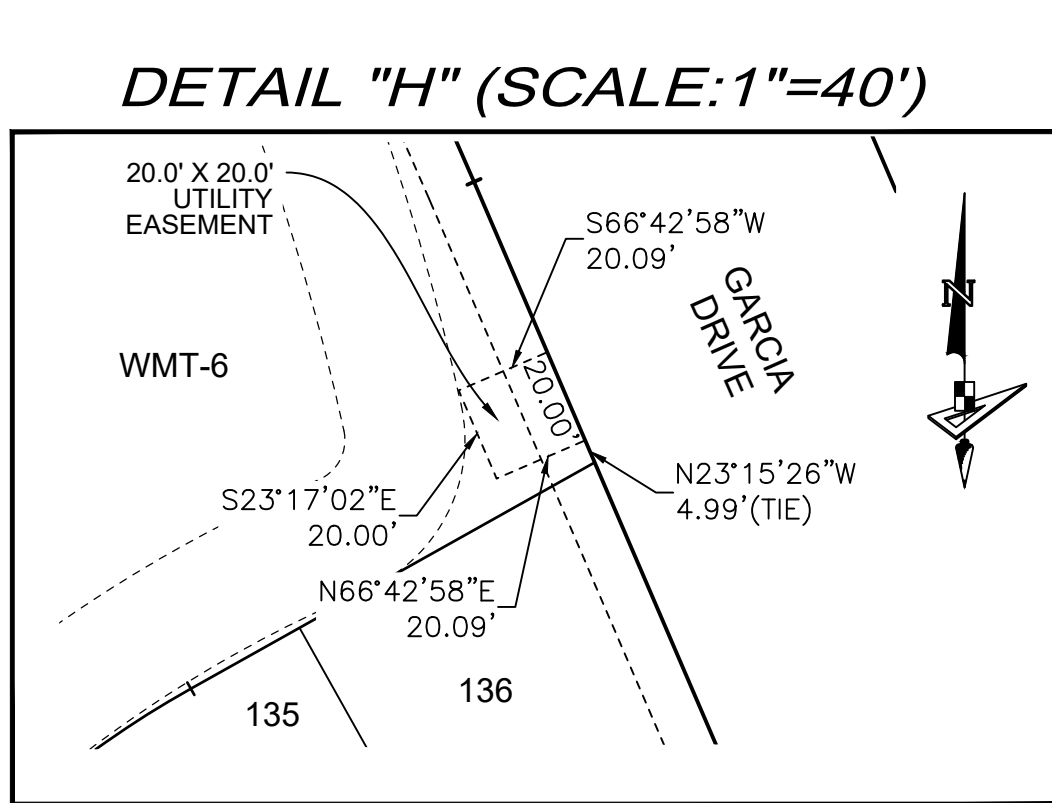 DETAIL "H" (SCALE:1"=40')
20.0' X 20.0'
UTILITY
EASEMENT
S66°42'58"W
20.09'
GARCIA
DRIVE
N
WMT-6
20.00'
S23°17'02"E
20.00'
N23°15'26"W
4.99'(TIE)
N66°42'58"E
20.09'
135
136